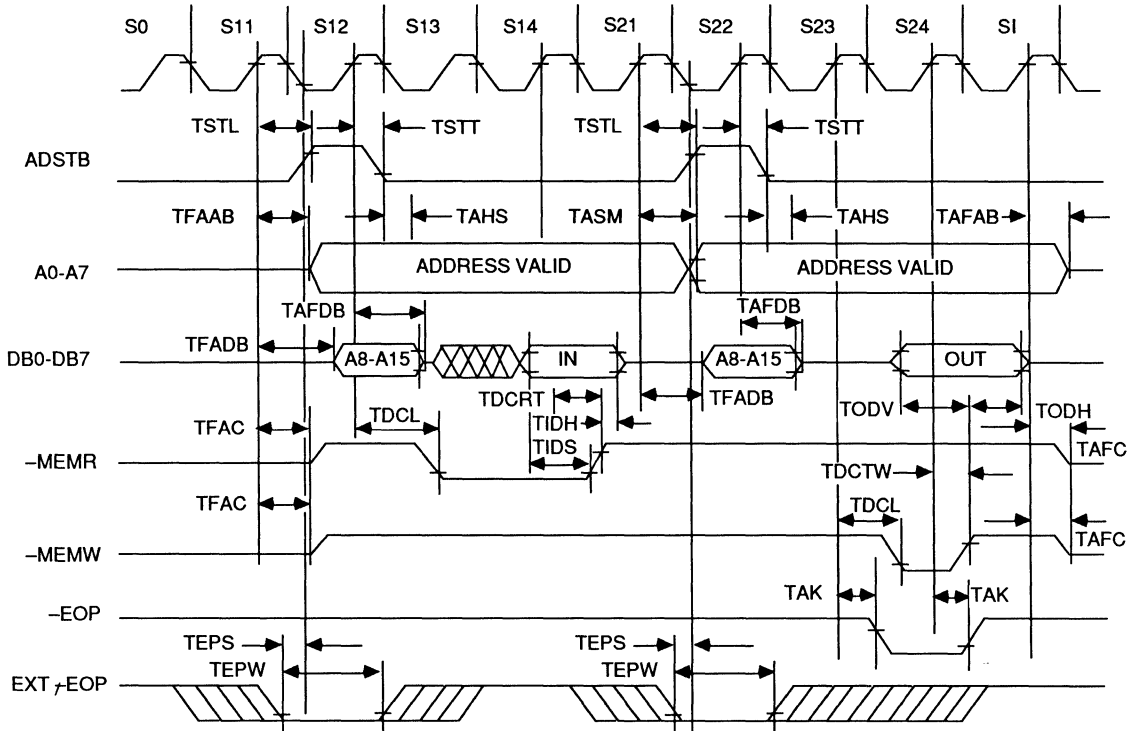 S0 S11 S12 S13 S14 S21 S22 S23 S24 SI
TSTL TSTT TSTL TSTT
ADSTB
TFAAB TAHS TASM TAHS TAFAB
A0-A7 ADDRESS VALID ADDRESS VALID
TAFDB TAFDB
TFADB
DB0-DB7 A8-A15 IN A8-A15 OUT
TDCRT TFADB
TIDH TODV TODH
TFAC TDCL
TIDS
–MEMR TAFC
TDCTW
TFAC TDCL
–MEMW TAFC
TAK TAK
–EOP
TEPS TEPS
TEPW TEPW
EXT –EOP